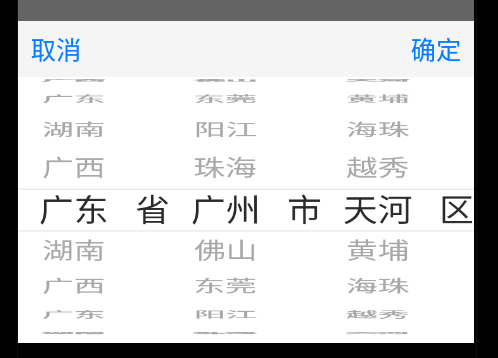 取消 确定
广东 东莞 黄埔
湖南 阳江 海珠
广西 珠海 越秀
广东 省 广州 市 天河 区
湖南 佛山 黄埔
广西 东莞 海珠
广东 阳江 越秀